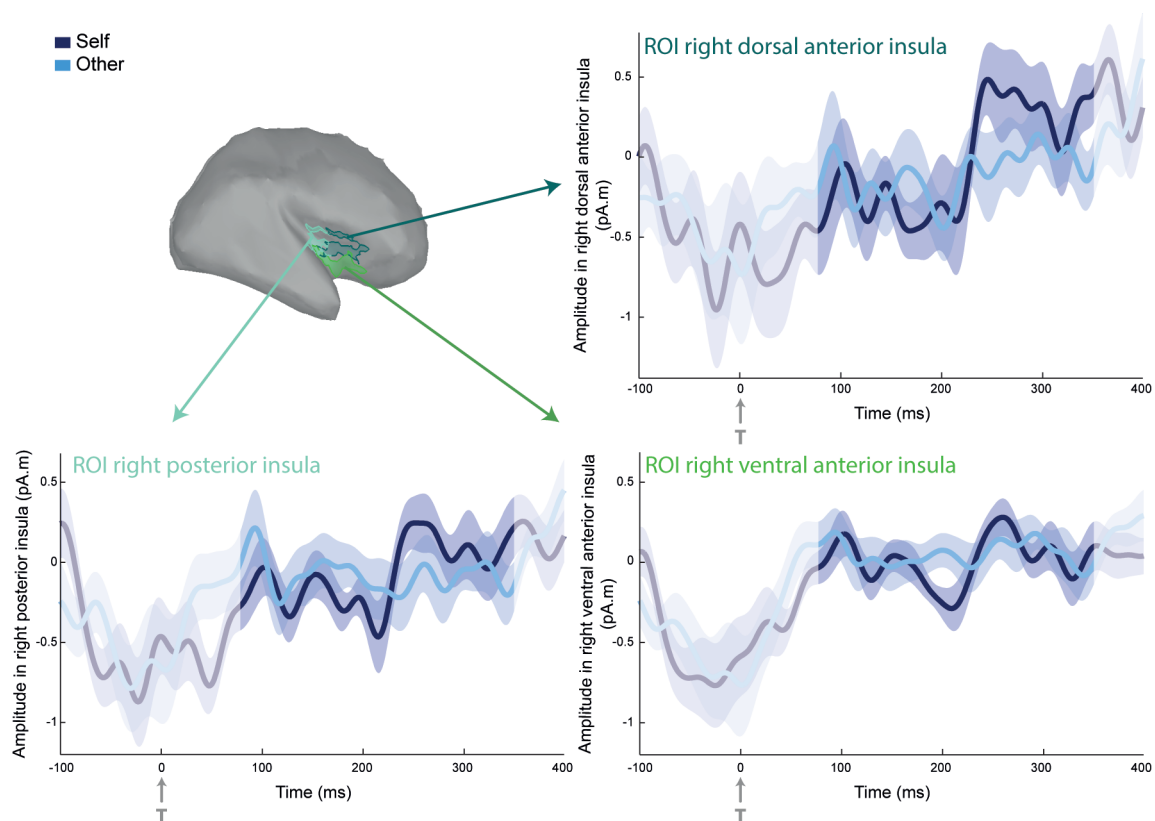 Self
Other
ROI right dorsal anterior insula
Amplitude in right dorsal anterior insula
(pA.m)
0.5
0
-0.5
-1
-100
0
100
200
300
400
Time (ms)
T
ROI right posterior insula
Amplitude in right posterior insula (pA.m)
0.5
0
-0.5
-1
-100
0
100
200
300
400
Time (ms)
T
ROI right ventral anterior insula
Amplitude in right ventral anterior insula
(pA.m)
0.5
0
-0.5
-1
-100
0
100
200
300
400
Time (ms)
T